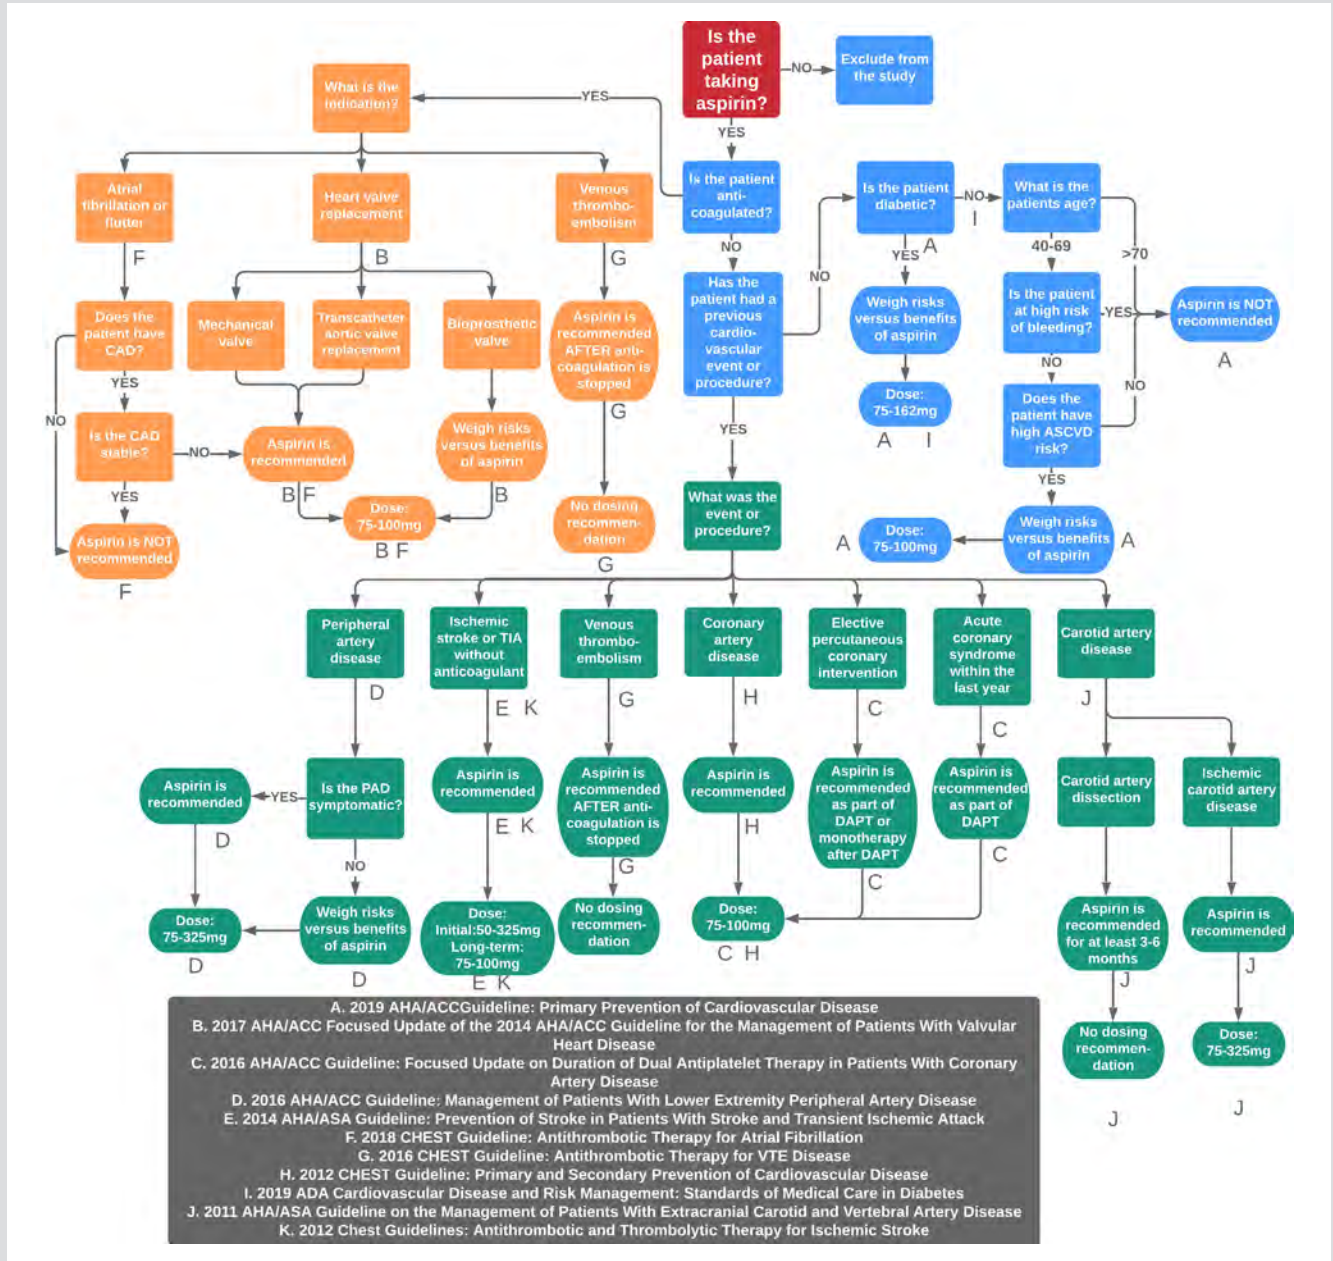 Is the
patient
taking
aspirin?
NO
Exclude from
the study
YES
What is the
indication?
YES
Is the patient
anti-
coagulated?
Is the patient
diabetic?
NO
I
What is the
patients age?
Atrial
fibrillation or
flutter
Heart valve
replacement
Venous
thrombo-
embolism
F
B
G
NO
A
YES
40-69
>70
NO
Has the
patient had a
previous
cardio-
vascular
event or
procedure?
Weigh risks
versus benefits
of aspirin
Is the patient
at high risk
of bleeding?
YES
Aspirin is NOT
recommended
A
Does the
patient have
CAD?
Mechanical
valve
Transcatheter
aortic valve
replacement
Bioprosthetic
valve
Aspirin is
recommended
AFTER anti-
coagulation is
stopped
YES
NO
G
NO
NO
Dose:
75-162mg
A I
Does the
patient have
high ASCVD
risk?
Is the CAD
stable?
NO
Aspirin is
recommended
Weigh risks
versus benefits
of aspirin
YES
YES
YES
B F
B
Dose:
75-100mg
B F
No dosing
recommen-
dation
G
What was the
event or
procedure?
A
Dose:
75-100mg
Weigh risks
versus benefits
of aspirin
A
Aspirin is NOT
recommended
F
Peripheral
artery
disease
Ischemic
stroke or TIA
without
anticoagulant
Venous
thrombo-
embolism
Coronary
artery
disease
Elective
percutaneous
coronary
intervention
Acute
coronary
syndrome
within the
last year
Carotid artery
disease
D
E K
G
H
C
C
J
Aspirin is
recommended
YES
Is the PAD
symptomatic?
Aspirin is
recommended
Aspirin is
recommended
AFTER anti-
coagulation is
stopped
Aspirin is
recommended
Aspirin is
recommended
as part of
DAPT or
monotherapy
after DAPT
Aspirin is
recommended
as part of
DAPT
Carotid artery
dissection
Ischemic
carotid artery
disease
D
E K
H
C
NO
G
C
Dose:
75-325mg
D
Weigh risks
versus benefits
of aspirin
D
Dose:
Initial:50-325mg
Long-term:
75-100mg
E K
No dosing
recommen-
dation
Dose:
75-100mg
C H
Aspirin is
recommended
for at least 3-6
months
J
Aspirin is
recommended
J
No dosing
recommen-
dation
J
Dose:
75-325mg
J
A. 2019 AHA/ACCGuideline: Primary Prevention of Cardiovascular Disease
B. 2017 AHA/ACC Focused Update of the 2014 AHA/ACC Guideline for the Management of Patients With Valvular
Heart Disease
C. 2016 AHA/ACC Guideline: Focused Update on Duration of Dual Antiplatelet Therapy in Patients With Coronary
Artery Disease
D. 2016 AHA/ACC Guideline: Management of Patients With Lower Extremity Peripheral Artery Disease
E. 2014 AHA/ASA Guideline: Prevention of Stroke in Patients With Stroke and Transient Ischemic Attack
F. 2018 CHEST Guideline: Antithrombotic Therapy for Atrial Fibrillation
G. 2016 CHEST Guideline: Antithrombotic Therapy for VTE Disease
H. 2012 CHEST Guideline: Primary and Secondary Prevention of Cardiovascular Disease
I. 2019 ADA Cardiovascular Disease and Risk Management: Standards of Medical Care in Diabetes
J. 2011 AHA/ASA Guideline on the Management of Patients With Extracranial Carotid and Vertebral Artery Disease
K. 2012 Chest Guidelines: Antithrombotic and Thrombolytic Therapy for Ischemic Stroke